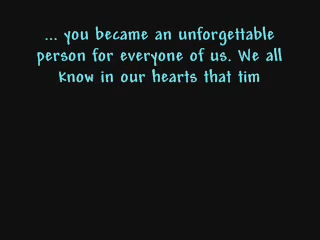 ... you became an unforgettable
person for everyone of us. We all
know in our hearts that tim